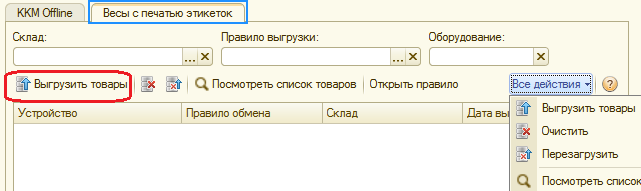 ККМ Offline Весы с печатью этикеток
Склад: Правило выгрузки: Оборудование:
Выгрузить товары Посмотреть список товаров Открыть правило Все действия
Устройство Правило обмена Склад Дата вы
Выгрузить товары
Очистить
Перезагрузить
Посмотреть список